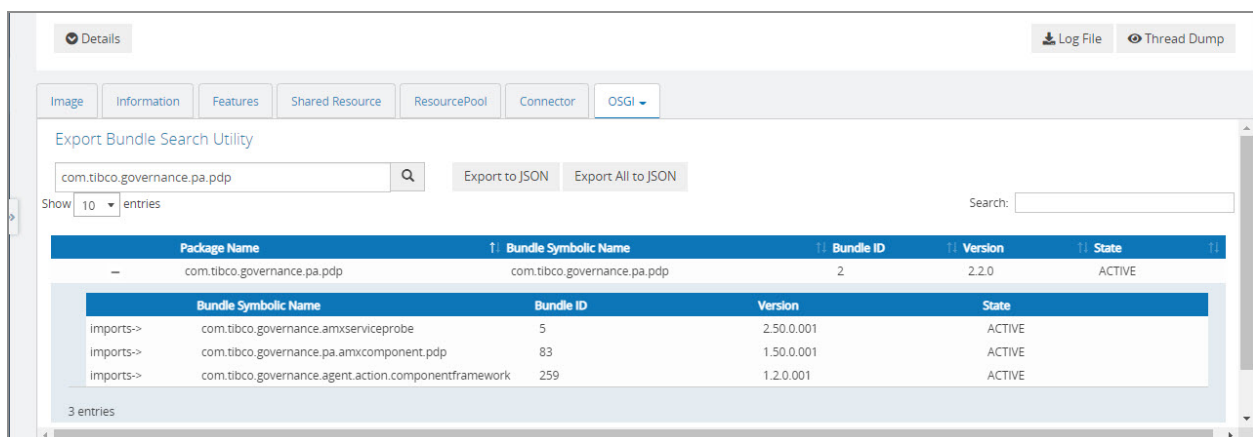 Details Log File Thread Dump
Image Information Features Shared Resource ResourcePool Connector OSGI
Export Bundle Search Utility
com.tibco.governance.pa.pdp Export to JSON Export All to JSON
Show 10 entries Search:
Package Name Bundle Symbolic Name Bundle ID Version State
− com.tibco.governance.pa.pdp com.tibco.governance.pa.pdp 2 2.2.0 ACTIVE
Bundle Symbolic Name Bundle ID Version State
imports-> com.tibco.governance.amxserviceprobe 5 2.50.0.001 ACTIVE
imports-> com.tibco.governance.pa.amxcomponent.pdp 83 1.50.0.001 ACTIVE
imports-> com.tibco.governance.agent.action.componentframework 259 1.2.0.001 ACTIVE
3 entries